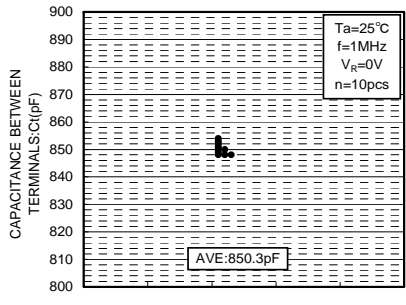 900
890
880
870
860
850
840
830
820
810
800
CAPACITANCE BETWEEN
TERMINALS:Ct(pF)
Ta=25°C
f=1MHz
VR=0V
n=10pcs
AVE:850.3pF